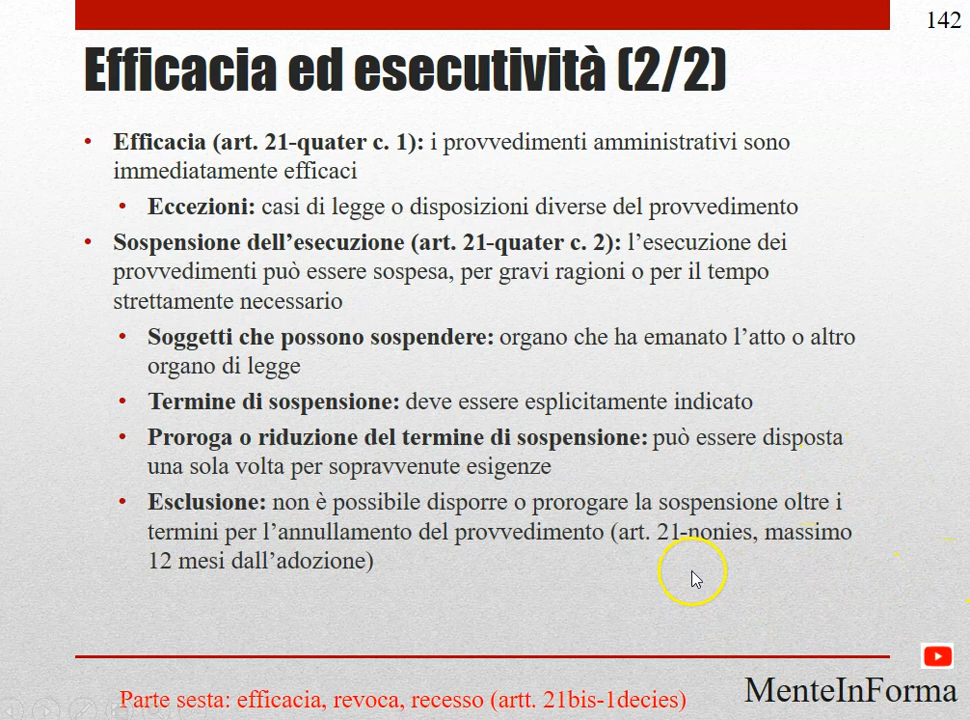 142
Efficacia ed esecutività (2/2)
• Efficacia (art. 21-quater c. 1): i provvedimenti amministrativi sono
immediatamente efficaci
• Eccezioni: casi di legge o disposizioni diverse del provvedimento
• Sospensione dell’esecuzione (art. 21-quater c. 2): l’esecuzione dei
provvedimenti può essere sospesa, per gravi ragioni o per il tempo
strettamente necessario
• Soggetti che possono sospendere: organo che ha emanato l’atto o altro
organo di legge
• Termine di sospensione: deve essere esplicitamente indicato
• Proroga o riduzione del termine di sospensione: può essere disposta
una sola volta per sopravvenute esigenze
• Esclusione: non è possibile disporre o prorogare la sospensione oltre i
termini per l’annullamento del provvedimento (art. 21-nonies, massimo
12 mesi dall’adozione)
Parte sesta: efficacia, revoca, recesso (artt. 21bis-1decies)
MenteInForma